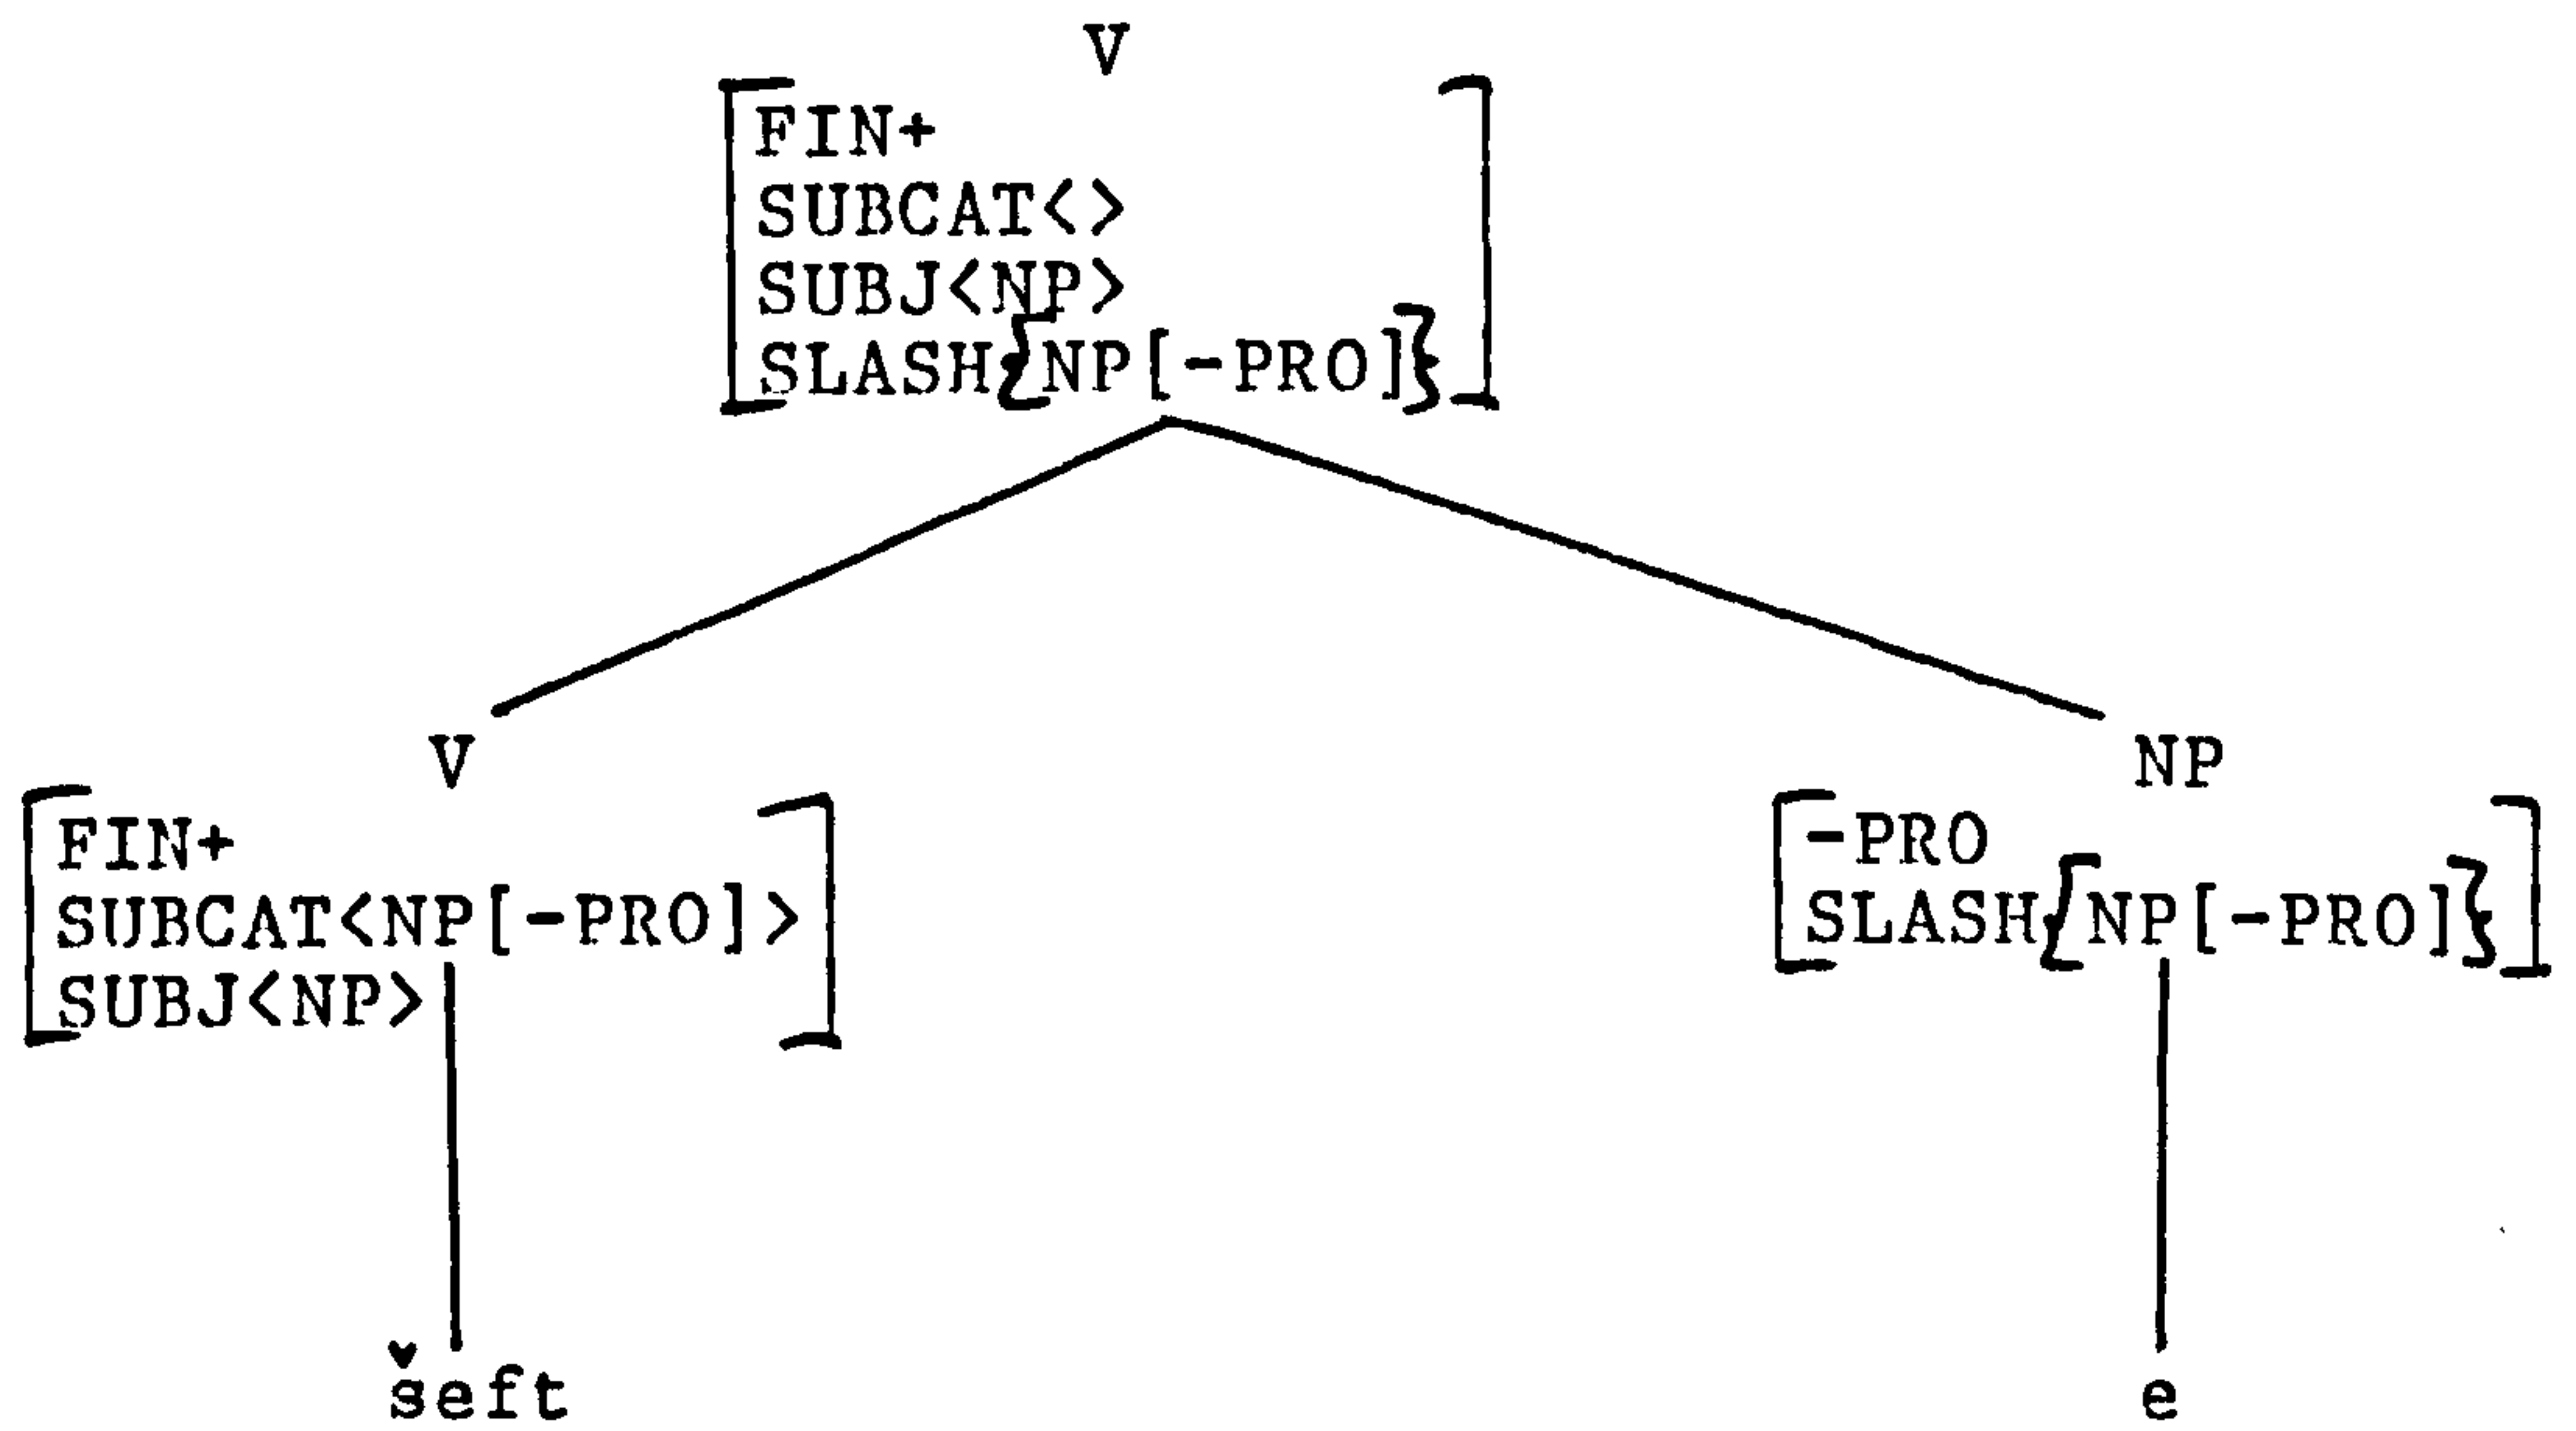 V
FIN+
SUBCAT<>
SUBJ<NP>
SLASH{NP[-PRO]}
V
NP
FIN+
SUBCAT<NP[-PRO]>
SUBJ<NP>
-PRO
SLASH{NP[-PRO]}
šeft
e